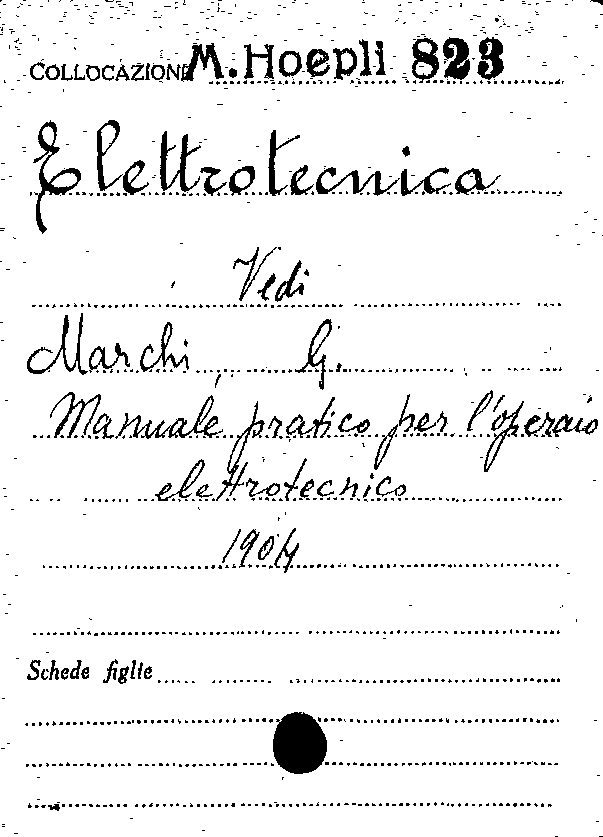 COLLOCAZIONE M. Hoepli 823
Elettrotecnica
Vedi
Marchi G.
Manuale pratico per l'operaio
elettrotecnico
1904
Schede figlie